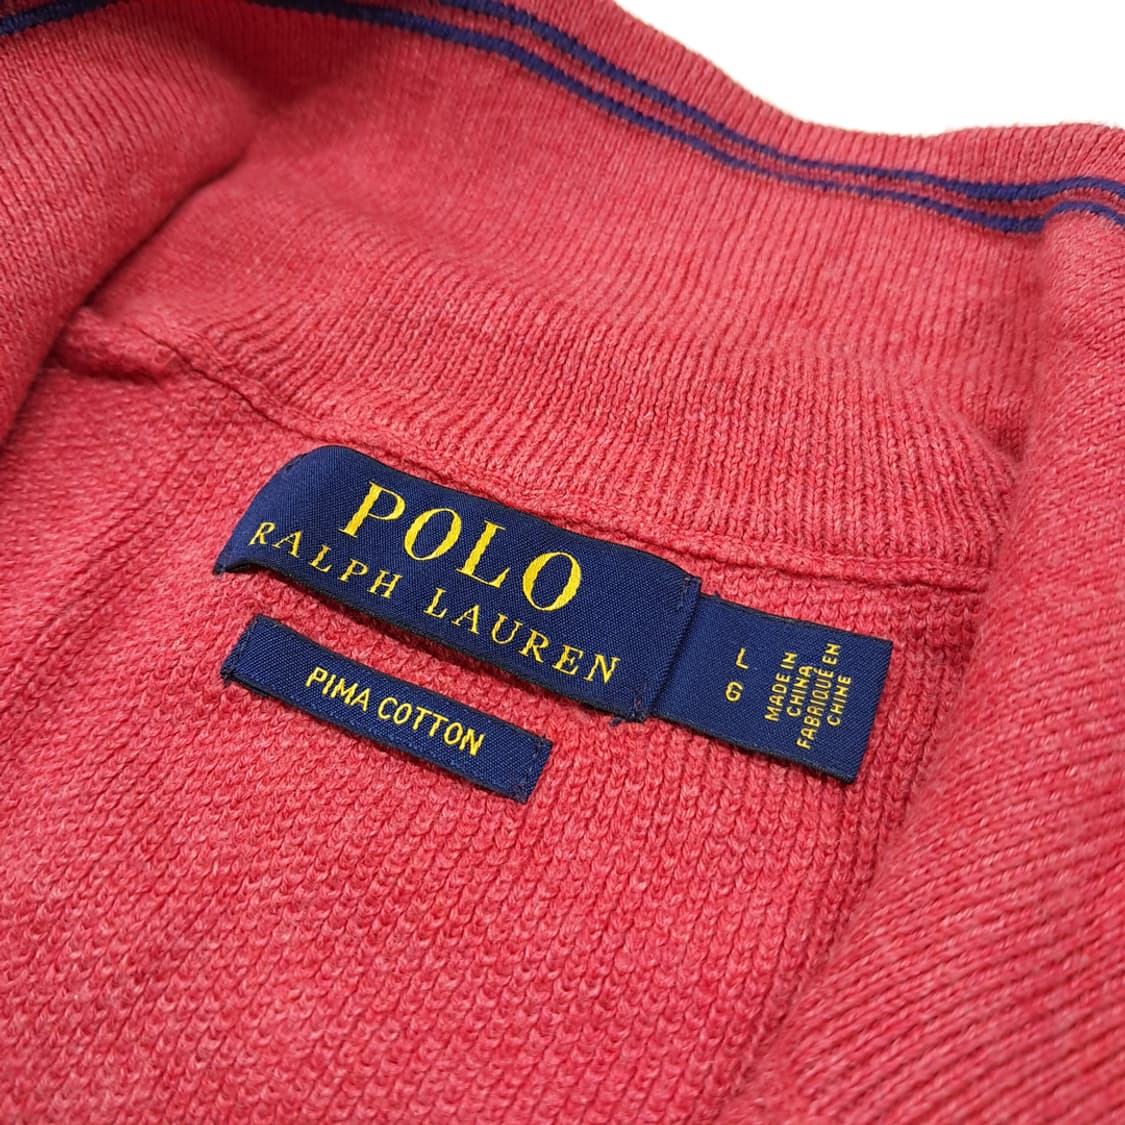 POLO
RALPH LAUREN
PIMA COTTON
L
G
MADE IN
CHINA
FABRIQUÉ EN
CHINE